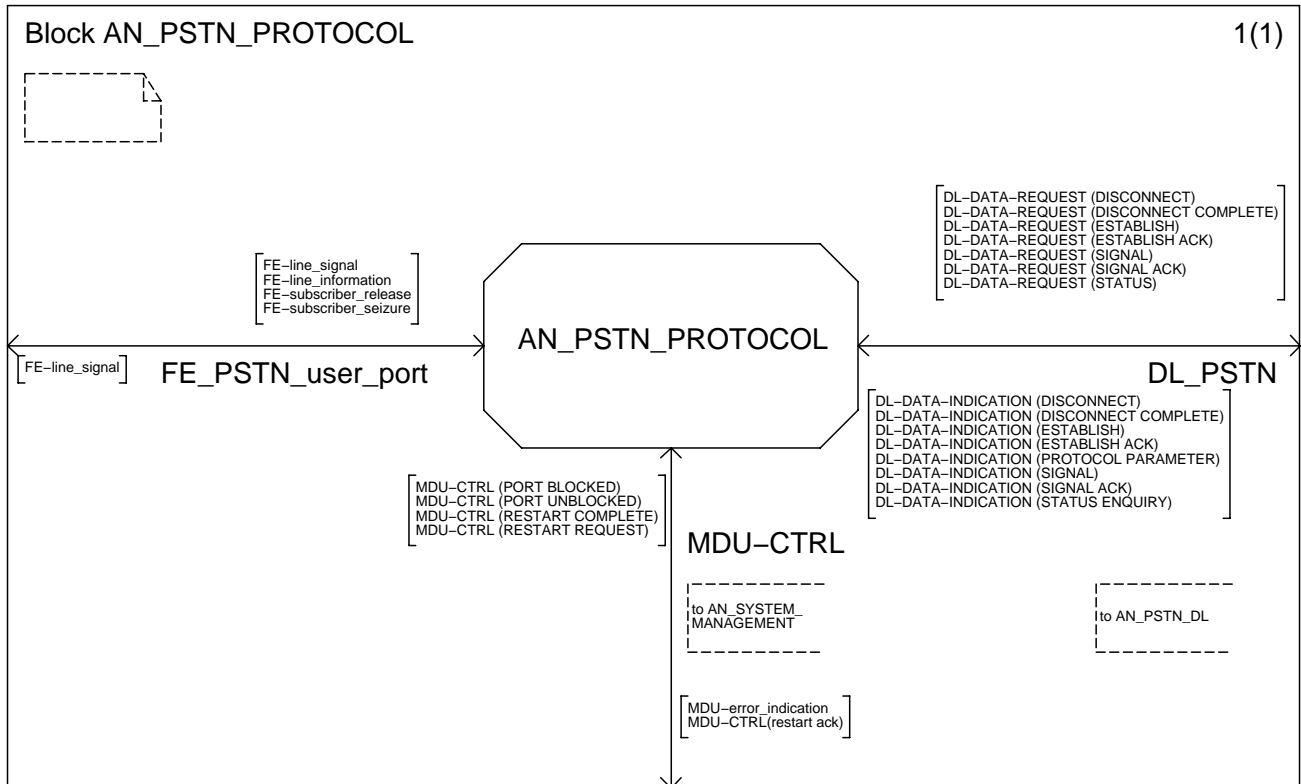 Block AN_PSTN_PROTOCOL
1(1)
DL−DATA−REQUEST (DISCONNECT)
DL−DATA−REQUEST (DISCONNECT COMPLETE)
DL−DATA−REQUEST (ESTABLISH)
DL−DATA−REQUEST (ESTABLISH ACK)
DL−DATA−REQUEST (SIGNAL)
DL−DATA−REQUEST (SIGNAL ACK)
DL−DATA−REQUEST (STATUS)
FE−line_signal
FE−line_information
FE−subscriber_release
FE−subscriber_seizure
AN_PSTN_PROTOCOL
FE−line_signal
FE_PSTN_user_port
DL_PSTN
DL−DATA−INDICATION (DISCONNECT)
DL−DATA−INDICATION (DISCONNECT COMPLETE)
DL−DATA−INDICATION (ESTABLISH)
DL−DATA−INDICATION (ESTABLISH ACK)
DL−DATA−INDICATION (PROTOCOL PARAMETER)
DL−DATA−INDICATION (SIGNAL)
DL−DATA−INDICATION (SIGNAL ACK)
DL−DATA−INDICATION (STATUS ENQUIRY)
MDU−CTRL (PORT BLOCKED)
MDU−CTRL (PORT UNBLOCKED)
MDU−CTRL (RESTART COMPLETE)
MDU−CTRL (RESTART REQUEST)
MDU−CTRL
to AN_SYSTEM_
MANAGEMENT
to AN_PSTN_DL
MDU−error_indication
MDU−CTRL(restart ack)